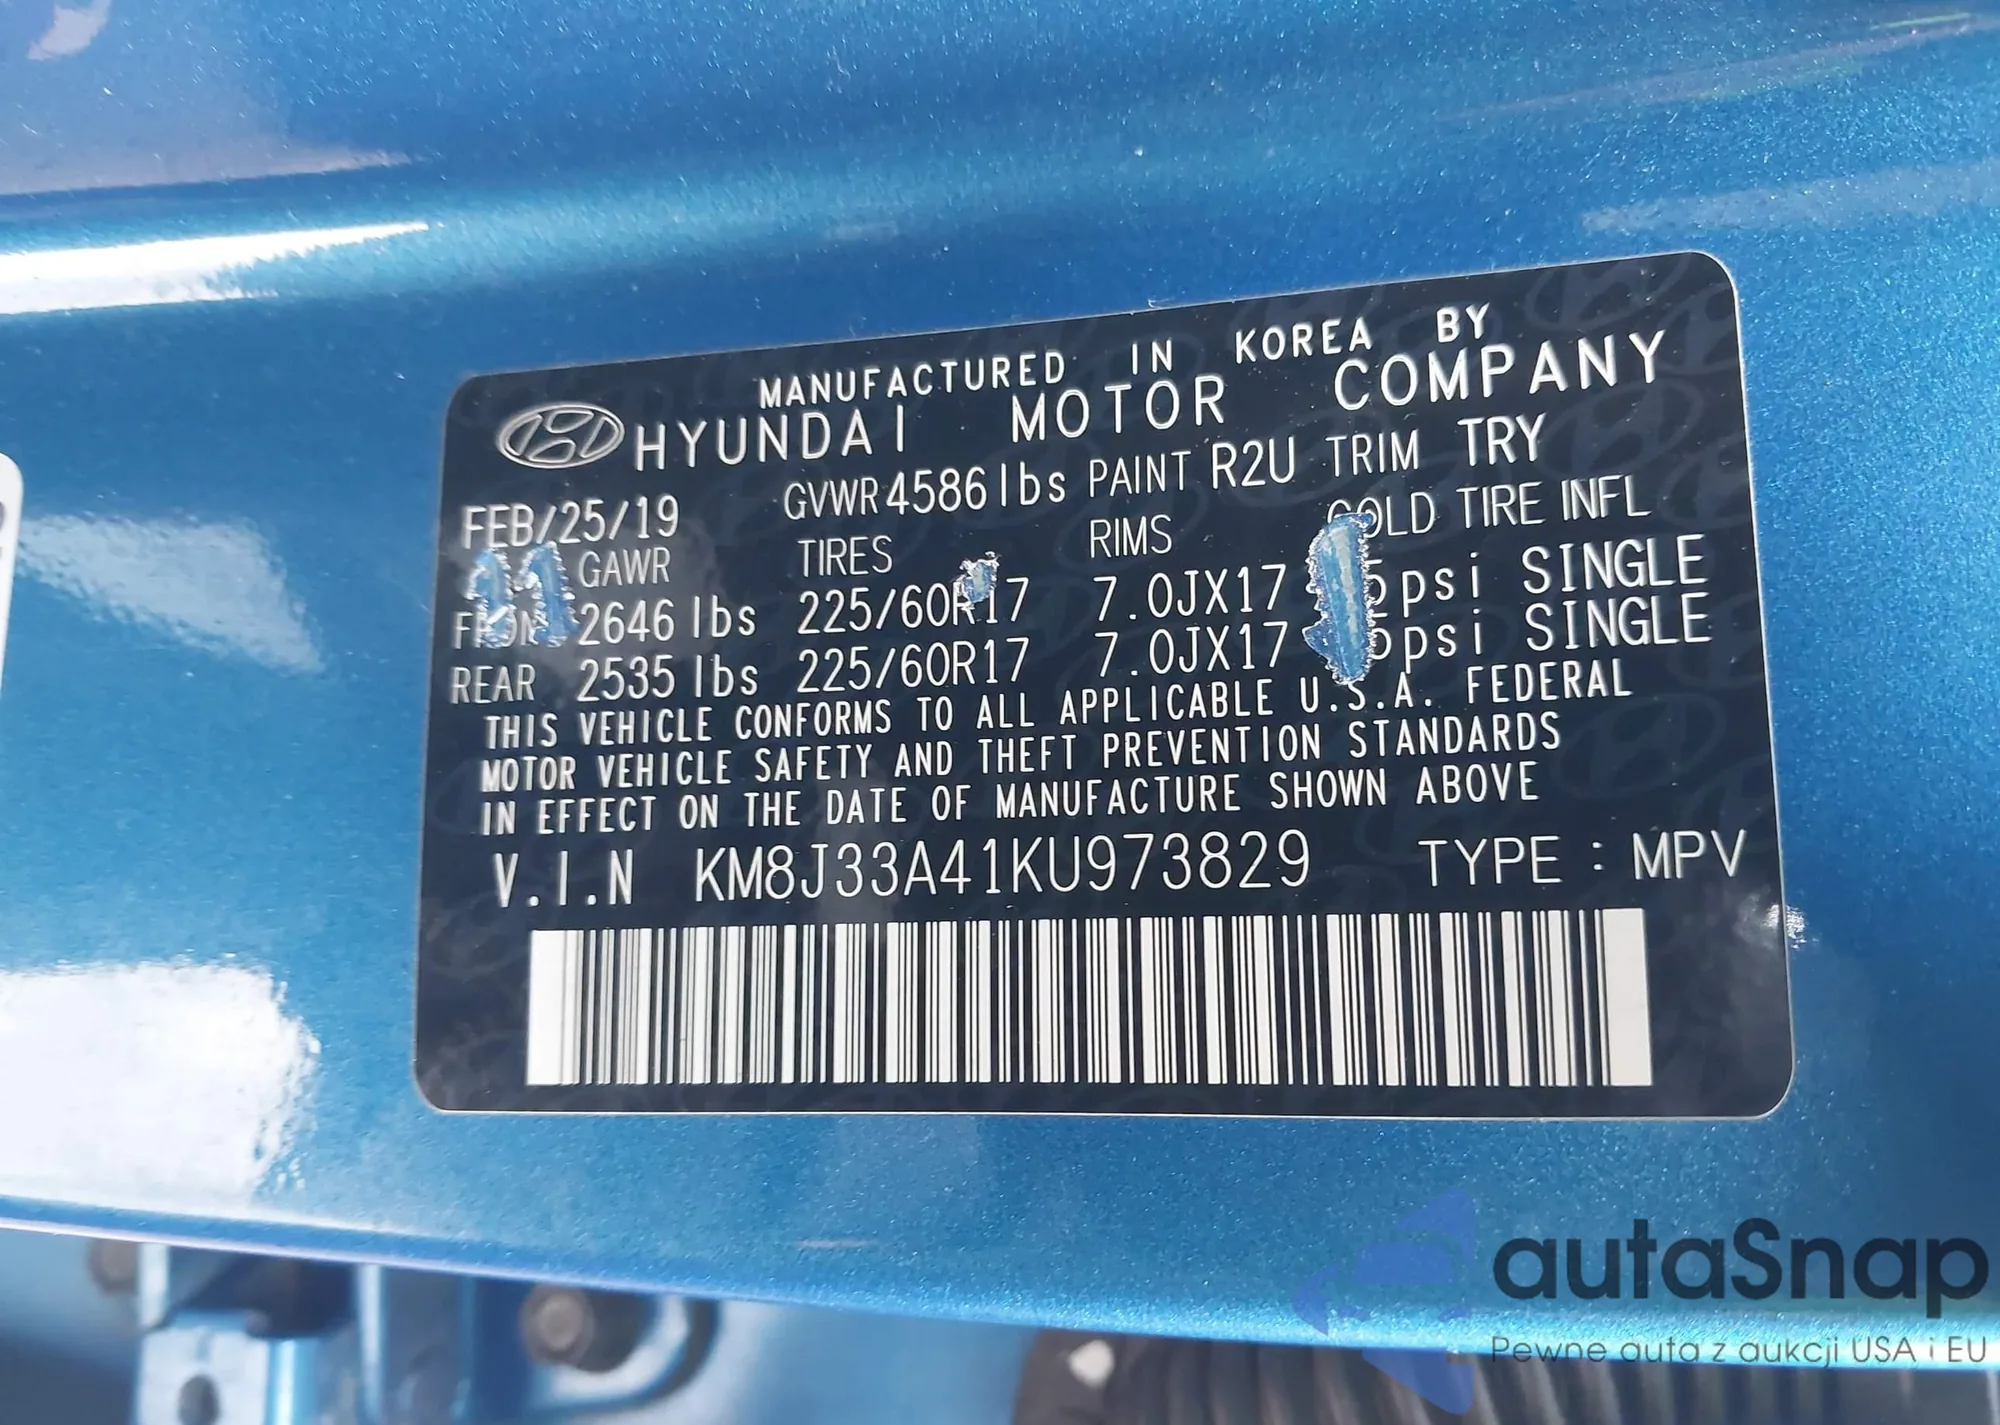 MANUFACTURED IN KOREA BY
HYUNDAI MOTOR COMPANY
FEB/25/19 GVWR 4586 lbs PAINT R2U TRIM TRY
GAWR TIRES RIMS COLD TIRE INFL
FRONT 2646 lbs 225/60R17 7.0JX17 psi SINGLE
REAR 2535 lbs 225/60R17 7.0JX17 psi SINGLE
THIS VEHICLE CONFORMS TO ALL APPLICABLE U.S.A. FEDERAL
MOTOR VEHICLE SAFETY AND THEFT PREVENTION STANDARDS
IN EFFECT ON THE DATE OF MANUFACTURE SHOWN ABOVE
V.I.N KM8J33A41KU973829 TYPE : MPV
autaSnap
Pewne auta z aukcji USA i EU